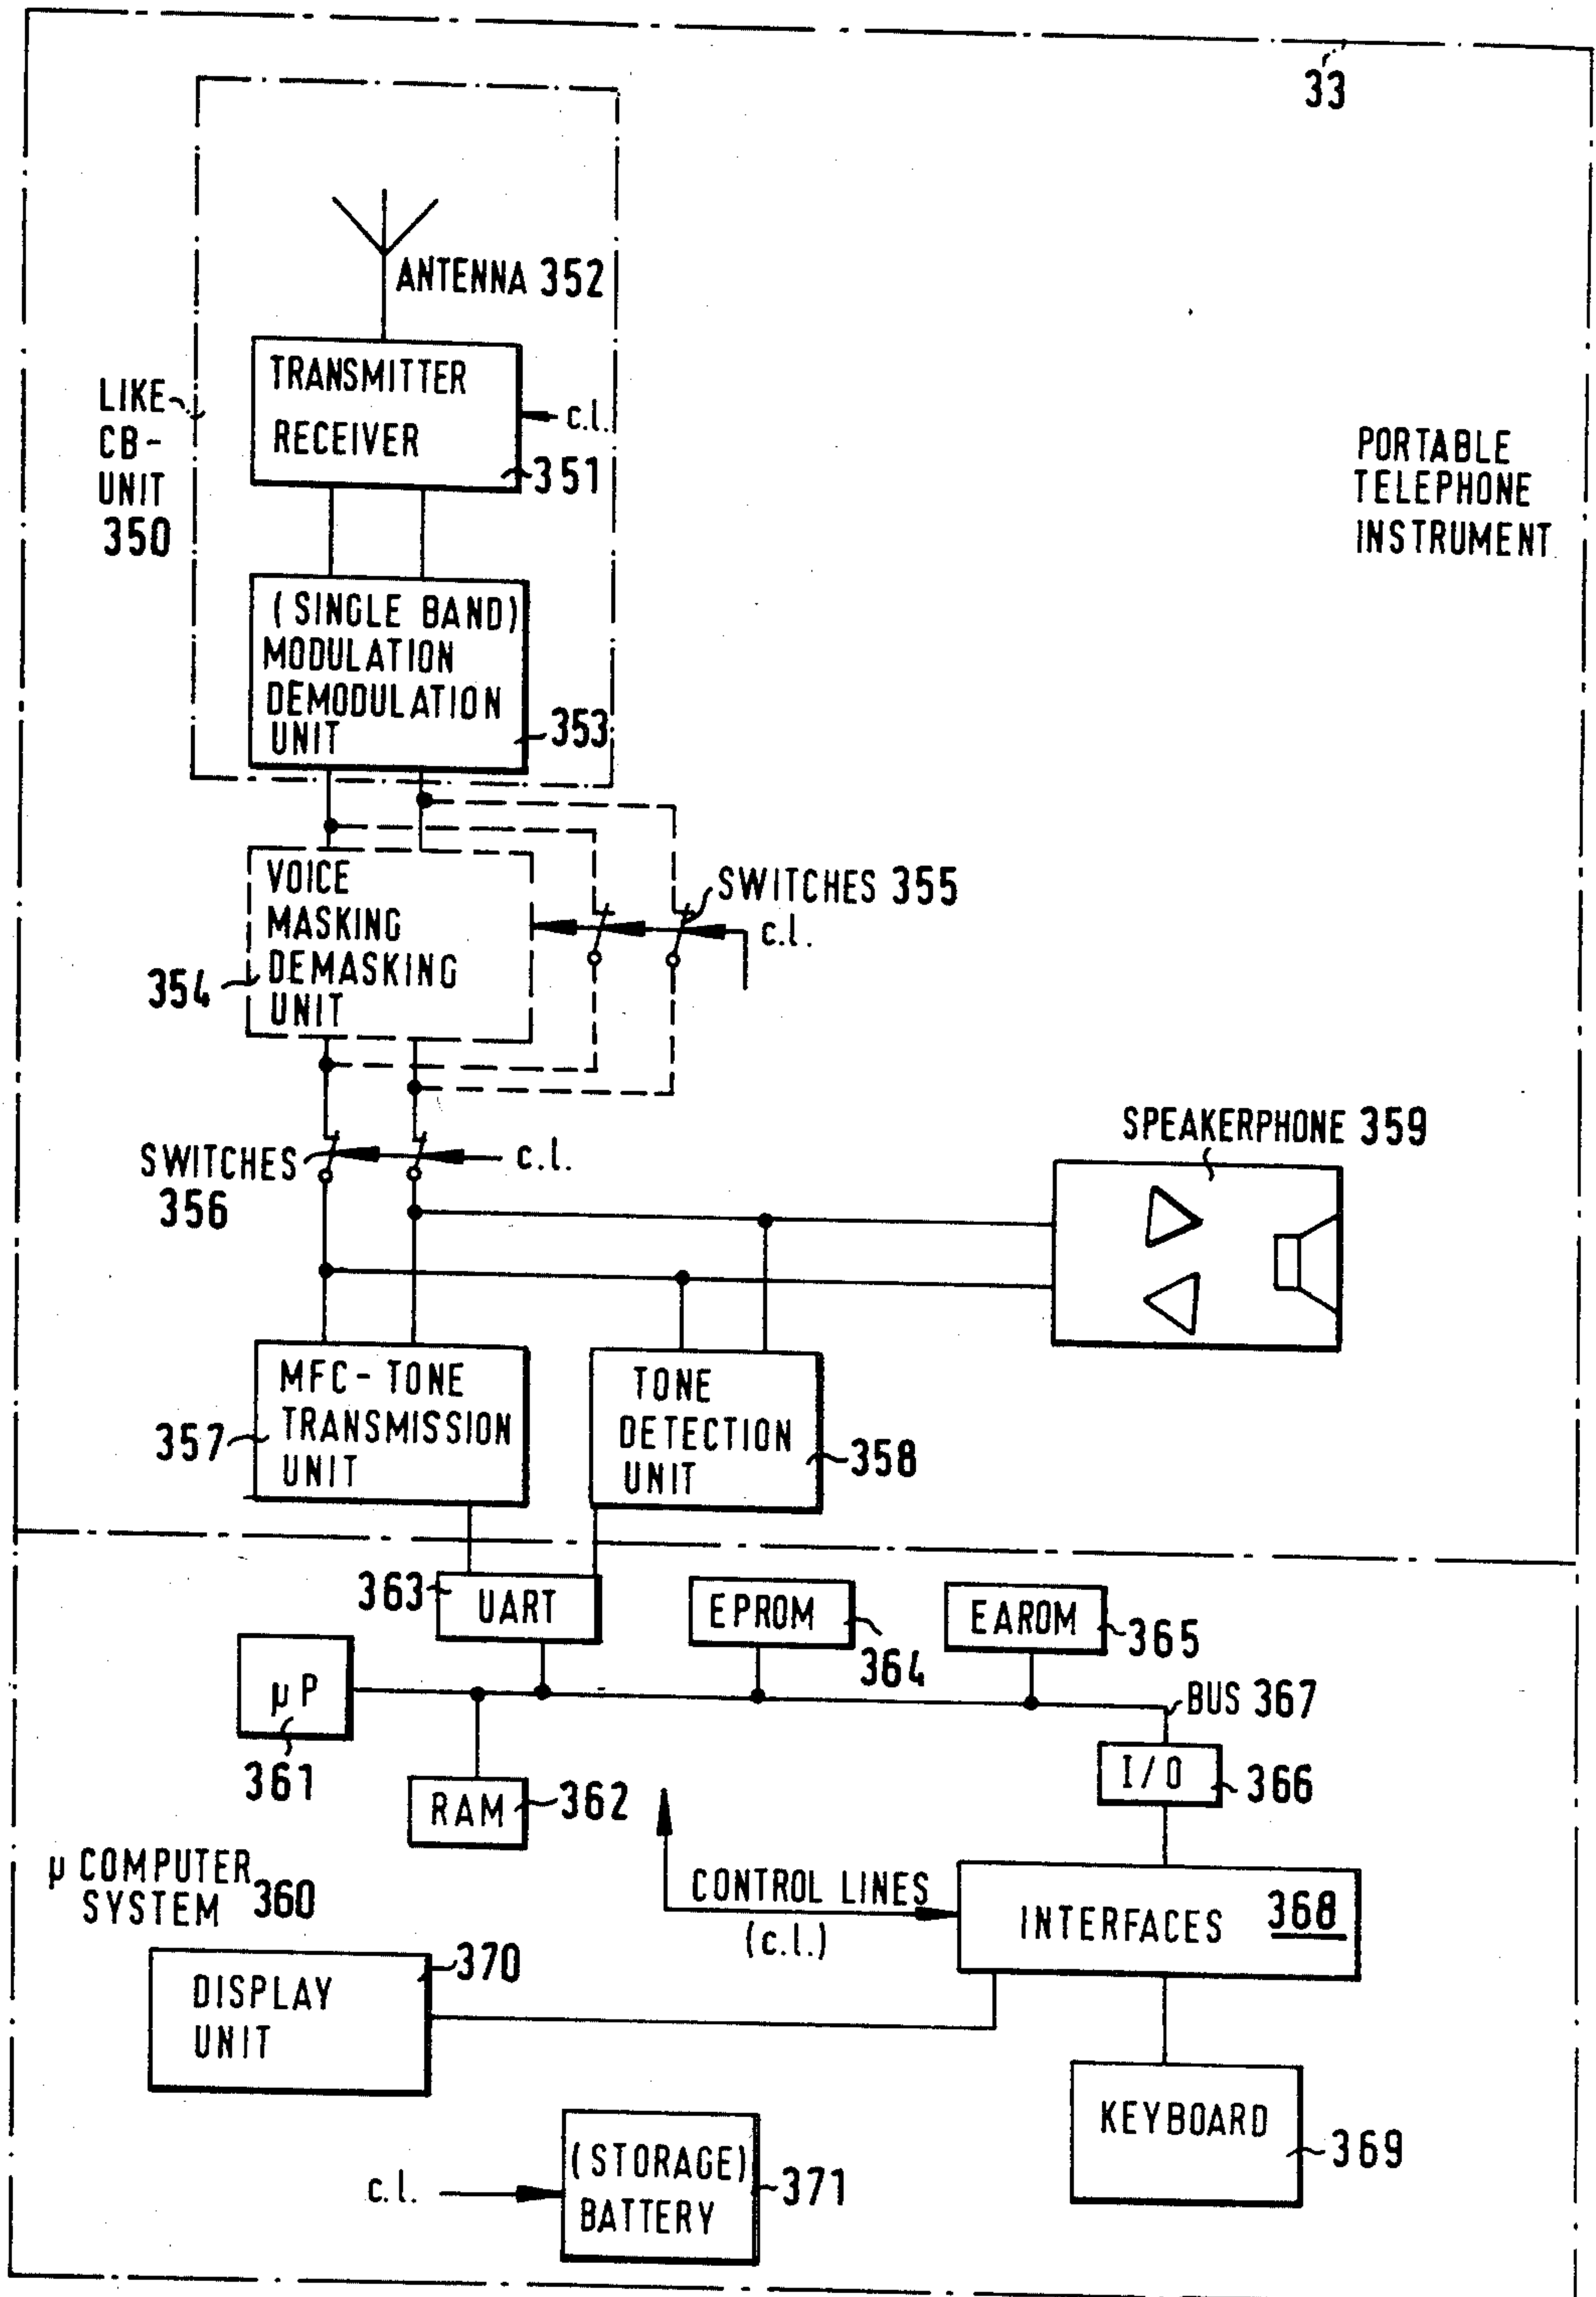 33
ANTENNA 352
TRANSMITTER
RECEIVER
c.l.
351
LIKE
CB-
UNIT
350
PORTABLE
TELEPHONE
INSTRUMENT
(SINGLE BAND)
MODULATION
DEMODULATION
UNIT
353
VOICE
MASKING
DEMASKING
UNIT
354
SWITCHES 355
c.l.
SWITCHES
356
c.l.
SPEAKERPHONE 359
MFC-TONE
TRANSMISSION
UNIT
357
TONE
DETECTION
UNIT
358
363
UART
EPROM
364
EAROM
365
µP
361
BUS 367
I/O
366
RAM
362
µ COMPUTER
SYSTEM 360
CONTROL LINES
(c.l.)
INTERFACES 368
370
DISPLAY
UNIT
KEYBOARD
369
c.l.
(STORAGE)
BATTERY
371